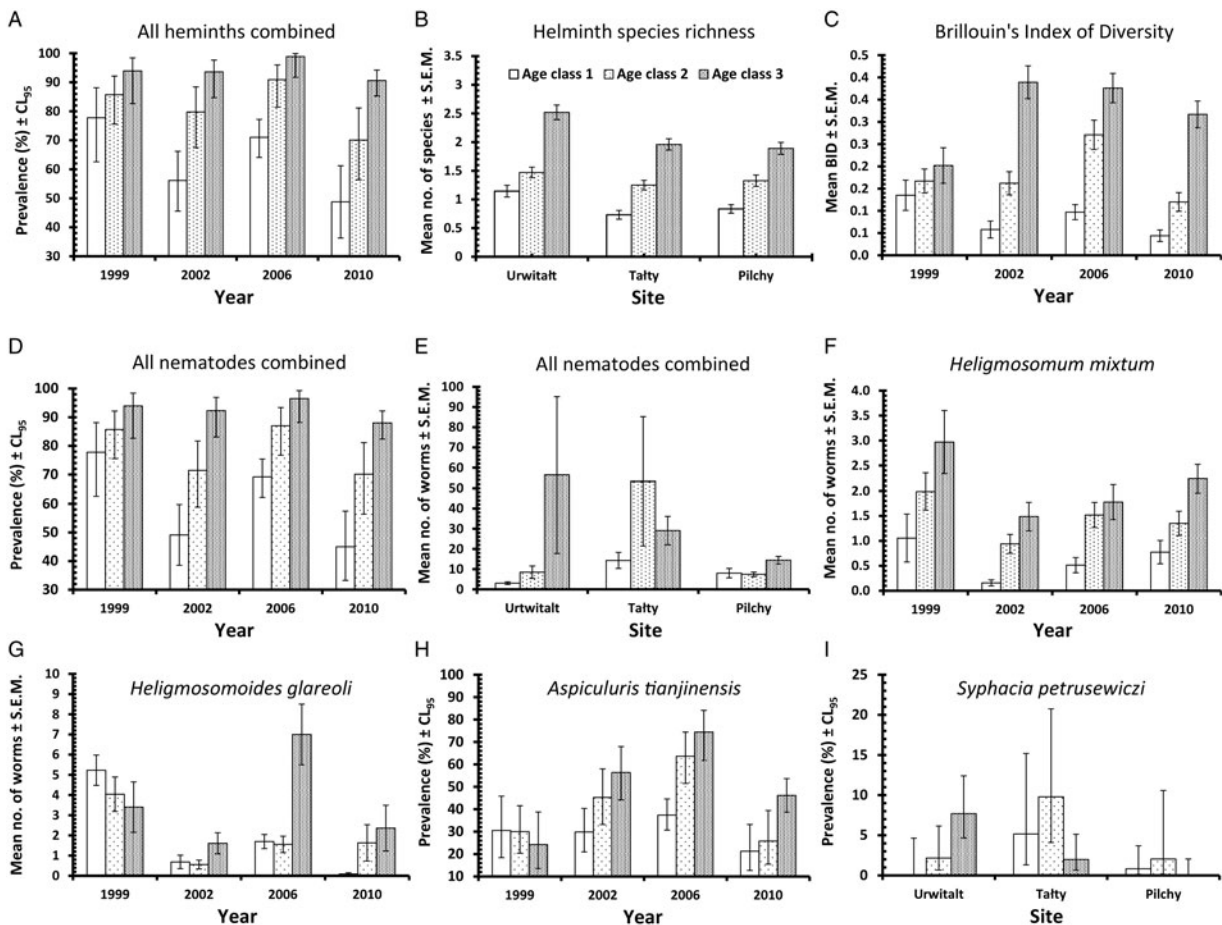 A
All heminths combined
Prevalence (%) ± CL95
100
90
80
70
60
50
40
30
1999 2002 2006 2010
Year
B
Helminth species richness
Age class 1 Age class 2 Age class 3
Mean no. of species ± S.E.M.
3.5
3
2.5
2
1.5
1
0.5
0
Urwitałt Tałty Pilchy
Site
C
Brillouin's Index of Diversity
Mean BID ± S.E.M.
0.5
0.4
0.4
0.3
0.3
0.2
0.2
0.1
0.1
0.0
1999 2002 2006 2010
Year
D
All nematodes combined
Prevalence (%) ± CL95
100
90
80
70
60
50
40
30
1999 2002 2006 2010
Year
E
All nematodes combined
Mean no. of worms ± S.E.M.
100
90
80
70
60
50
40
30
20
10
0
Urtwitalt Tałty Pilchy
Site
F
Heligmosomum mixtum
Mean no. of worms ± S.E.M.
4.0
3.5
3.0
2.5
2.0
1.5
1.0
0.5
0.0
1999 2002 2006 2010
Year
G
Heligmosomoides glareoli
Mean no. of worms ± S.E.M.
10
9
8
7
6
5
4
3
2
1
0
1999 2002 2006 2010
Year
H
Aspiculuris tianjinensis
Prevalence (%) ± CL95
100
90
80
70
60
50
40
30
20
10
1999 2002 2006 2010
Year
I
Syphacia petrusewiczi
Prevalence (%) ± CL95
25
20
15
10
5
0
Urwitalt Tałty Pilchy
Site